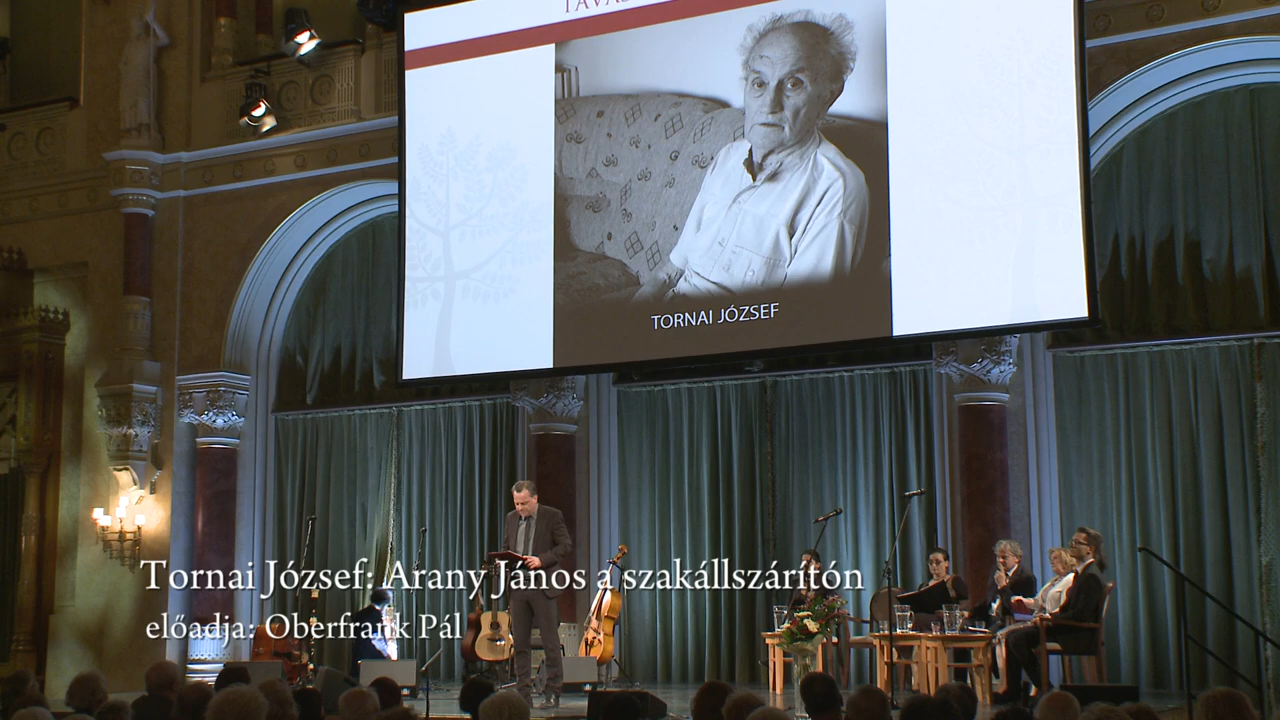 TORNAI JÓZSEF
Tornai József: Arany János a szakállszárítón
előadja: Oberfrank Pál